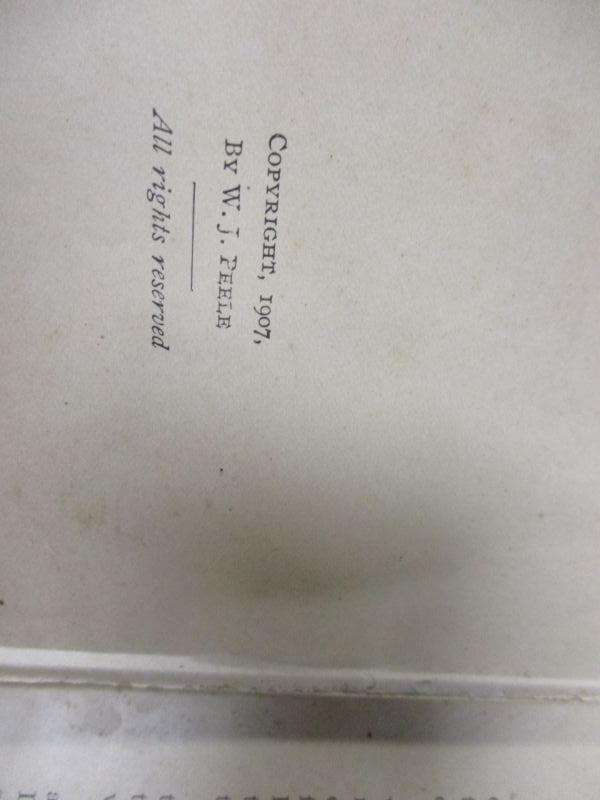 COPYRIGHT, 1907,
BY W. J. PEELE
All rights reserved